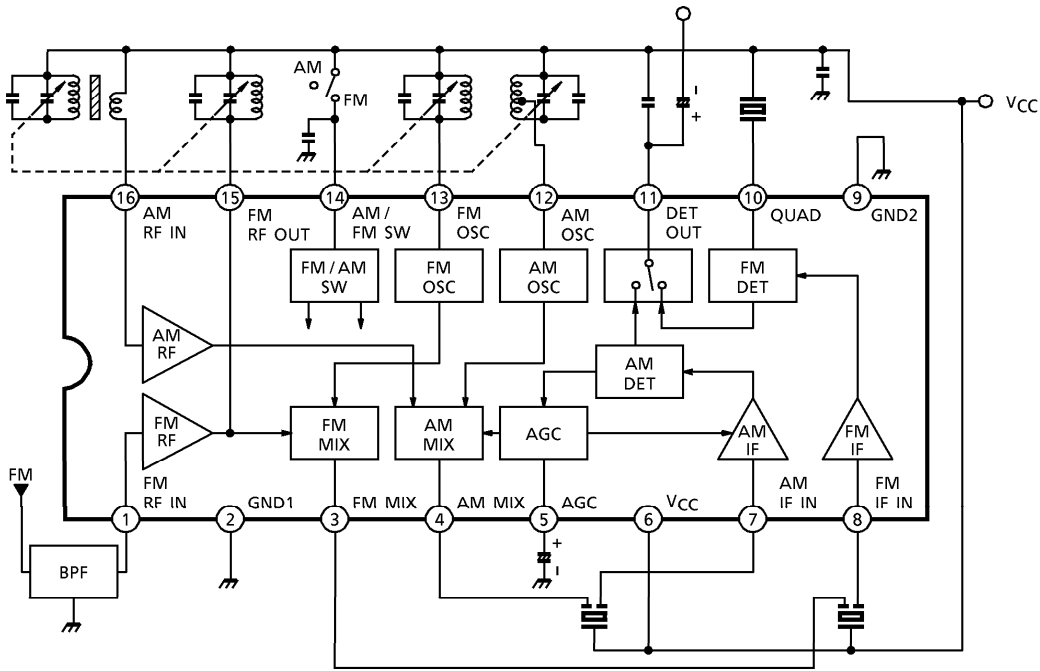 AM
FM
VCC
16 15 14 13 12 11 10 9
AM
RF IN
FM
RF OUT
AM /
FM SW
FM
OSC
AM
OSC
DET
OUT
QUAD
GND2
FM / AM
SW
FM
OSC
AM
OSC
FM
DET
AM
RF
AM
DET
FM
RF
FM
MIX
AM
MIX
AGC
AM
IF
FM
IF
FM
FM
RF IN
GND1
FM MIX
AM MIX
AGC
VCC
AM
IF IN
FM
IF IN
1 2 3 4 5 6 7 8
BPF
+
-
-
+